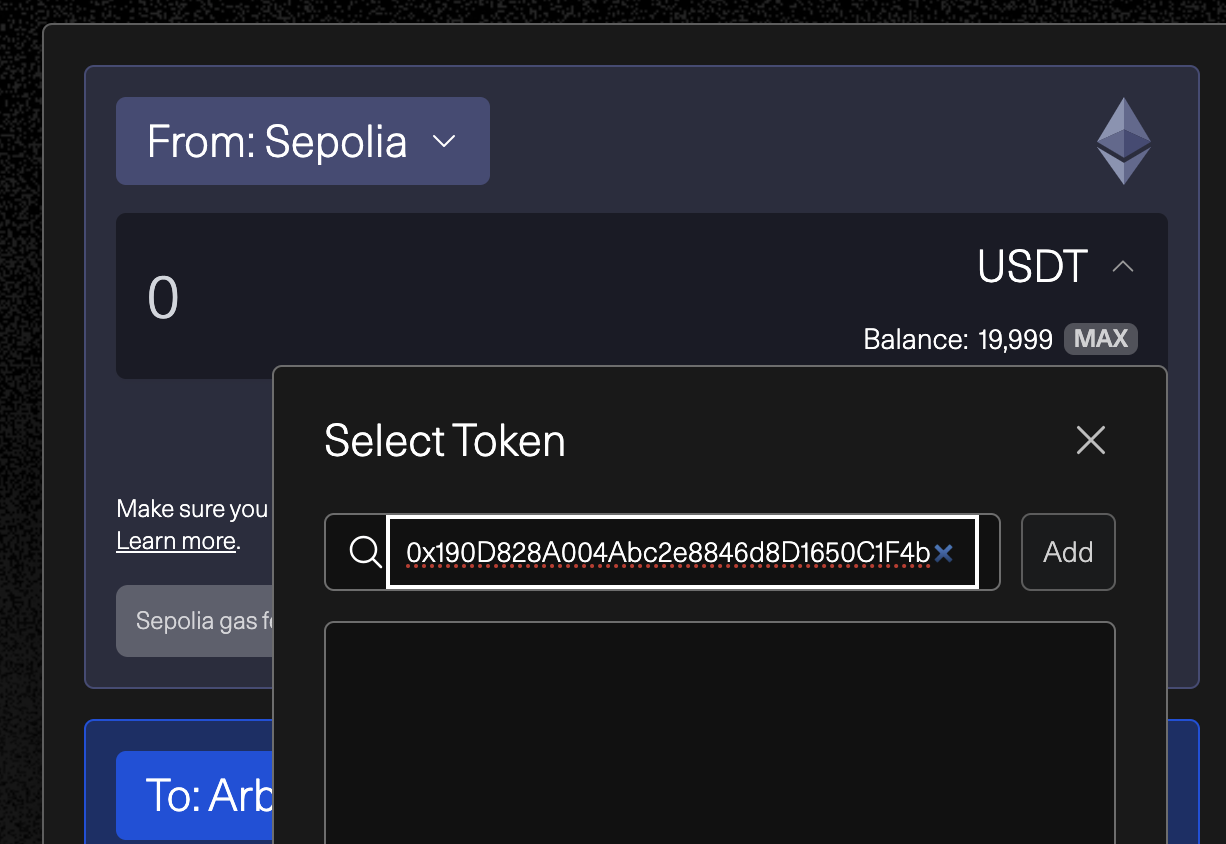 From: Sepolia
0
USDT
Balance: 19,999 MAX
Select Token
Make sure you
Learn more.
0x190D828A004Abc2e8846d8D1650C1F4b
Add
Sepolia gas
To: Arb